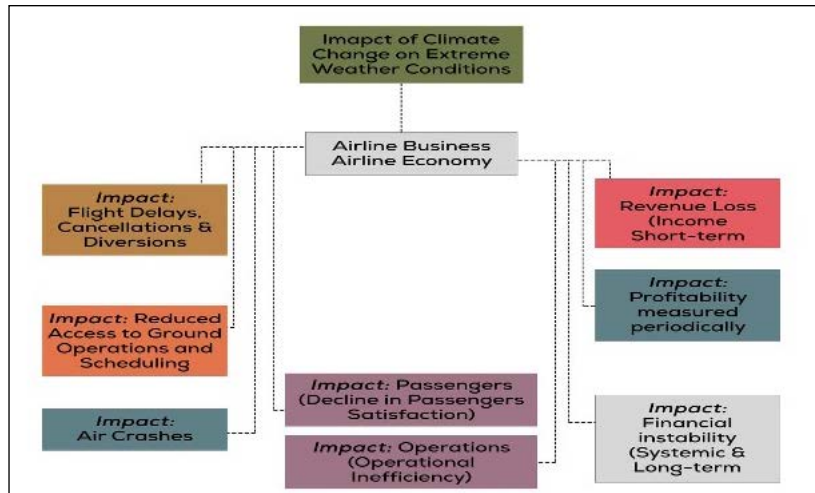 Imapct of Climate
Change on Extreme
Weather Conditions
Airline Business
Airline Economy
Impact:
Flight Delays,
Cancellations &
Diversions
Impact: Reduced
Access to Ground
Operations and
Scheduling
Impact:
Air Crashes
Impact: Passengers
(Decline in Passengers
Satisfaction)
Impact: Operations
(Operational
Inefficiency)
Impact:
Revenue Loss
(Income
Short-term
Impact:
Profitability
measured
periodically
Impact:
Financial
instability
(Systemic &
Long-term